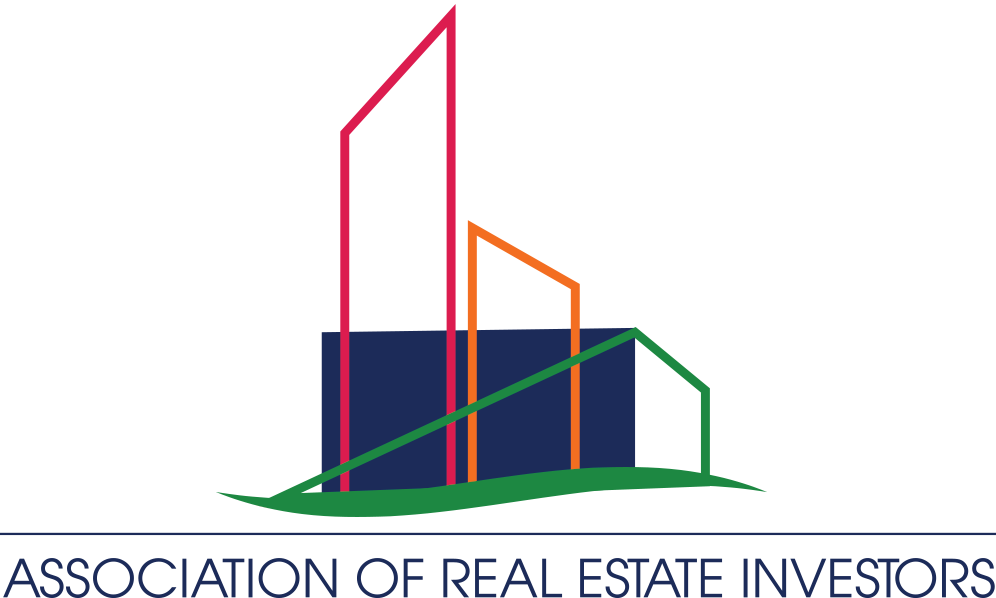 ASSOCIATION OF REAL ESTATE INVESTORS